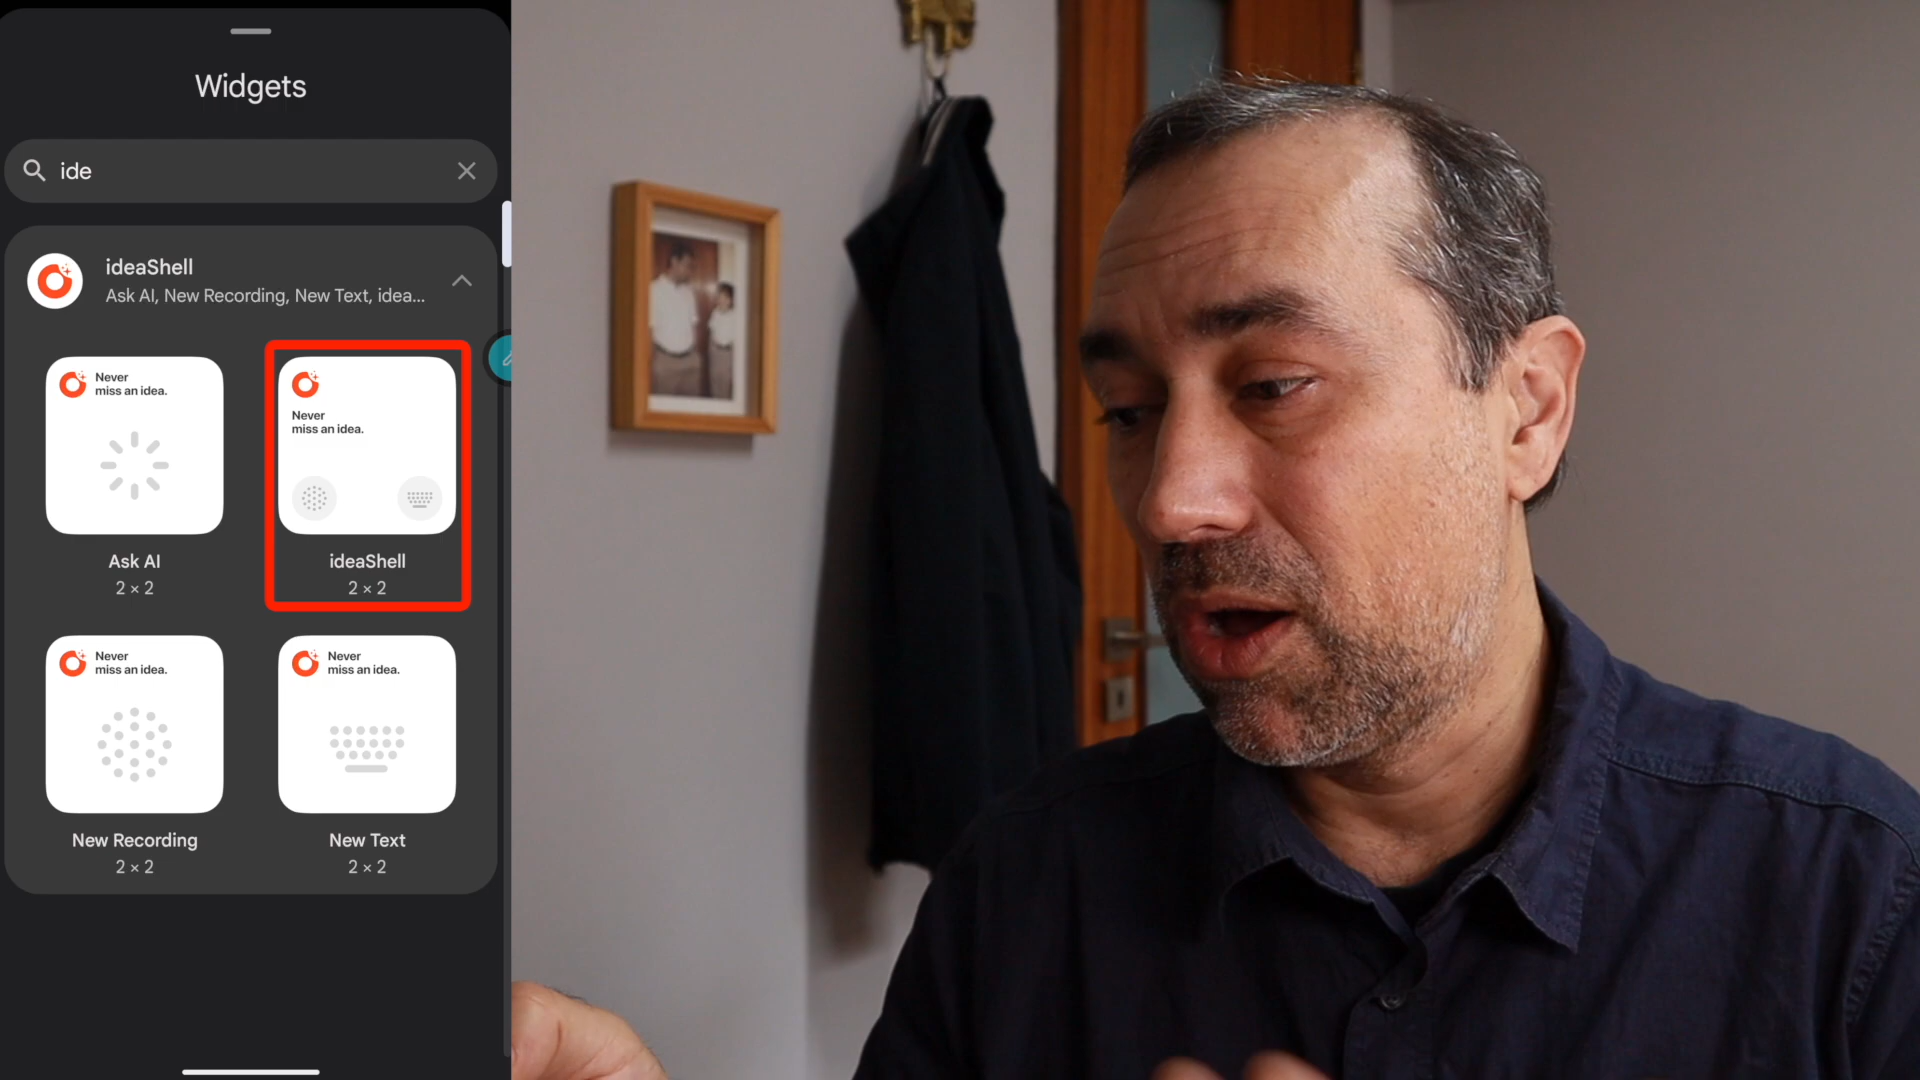 Widgets
ide
ideaShell
Ask AI, New Recording, New Text, idea...
Never
miss an idea.
Ask AI
2 × 2
Never
miss an idea.
ideaShell
2 × 2
Never
miss an idea.
New Recording
2 × 2
Never
miss an idea.
New Text
2 × 2